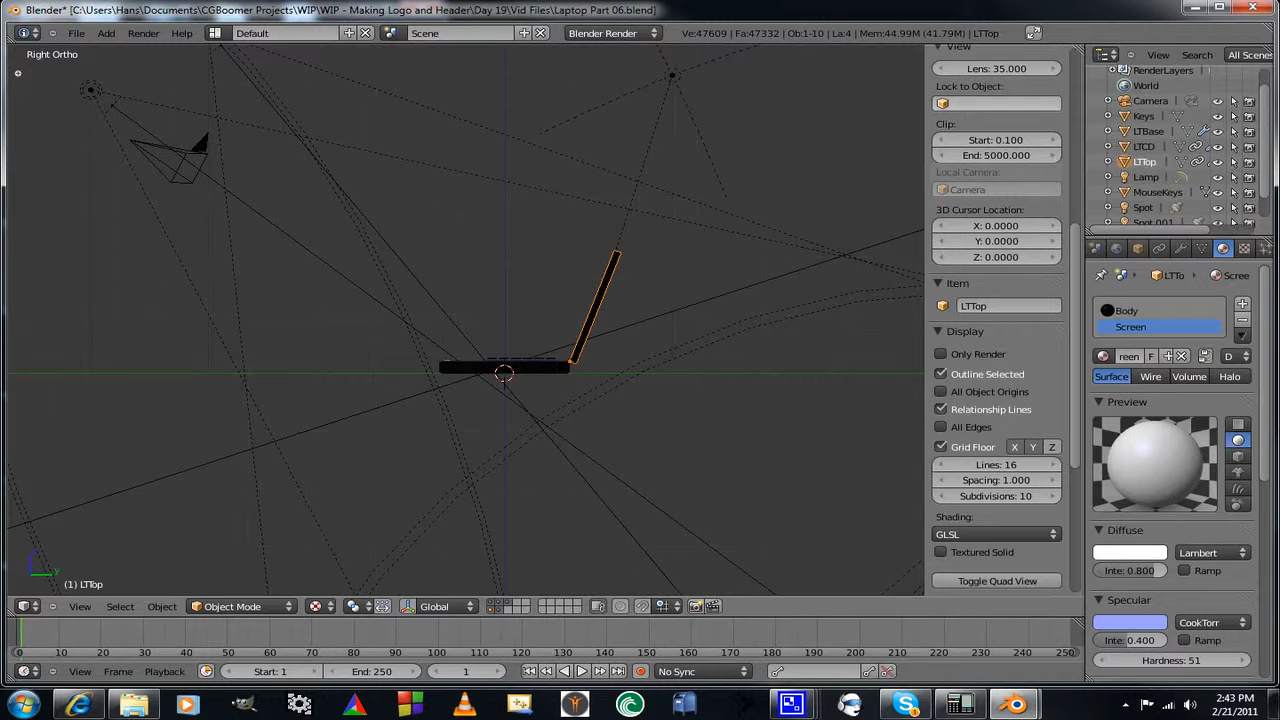 Blender* [C:\Users\Hans\Documents\CGBoomer Projects\WIP\WIP - Making Logo and Header\Day 19\Vid Files\Laptop Part 06.blend]
File Add Render Help Default Scene Blender Render Ve:47609 | Fa:47332 | Ob:1-10 | La:4 | Mem:44.99M (41.79M) | LTTop
View Search All Scenes
Right Ortho
View
Lens: 35.000
Lock to Object:
Clip:
Start: 0.100
End: 5000.000
Local Camera:
Camera
3D Cursor Location:
X: 0.0000
Y: 0.0000
Z: 0.0000
Item
LTTop
Display
Only Render
Outline Selected
All Object Origins
Relationship Lines
All Edges
Grid Floor X Y Z
Lines: 16
Spacing: 1.000
Subdivisions: 10
Shading:
GLSL
Textured Solid
Toggle Quad View
RenderLayers
World
Camera
Keys
LTBase
LTCD
LTTop
Lamp
MouseKeys
Spot
Spot.001
LTTo Scree
Body
Screen
reen F D
Surface Wire Volume Halo
Preview
Diffuse
Lambert
Inte: 0.800 Ramp
Specular
CookTorr
Inte: 0.400 Ramp
Hardness: 51
y
(1) LTTop
View Select Object Object Mode Global
0 10 20 30 40 50 60 70 80 90 100 110 120 130 140 150 160 170 180 190 200 210 220 230 240 250
View Frame Playback Start: 1 End: 250 1 No Sync
2:43 PM
2/21/2011